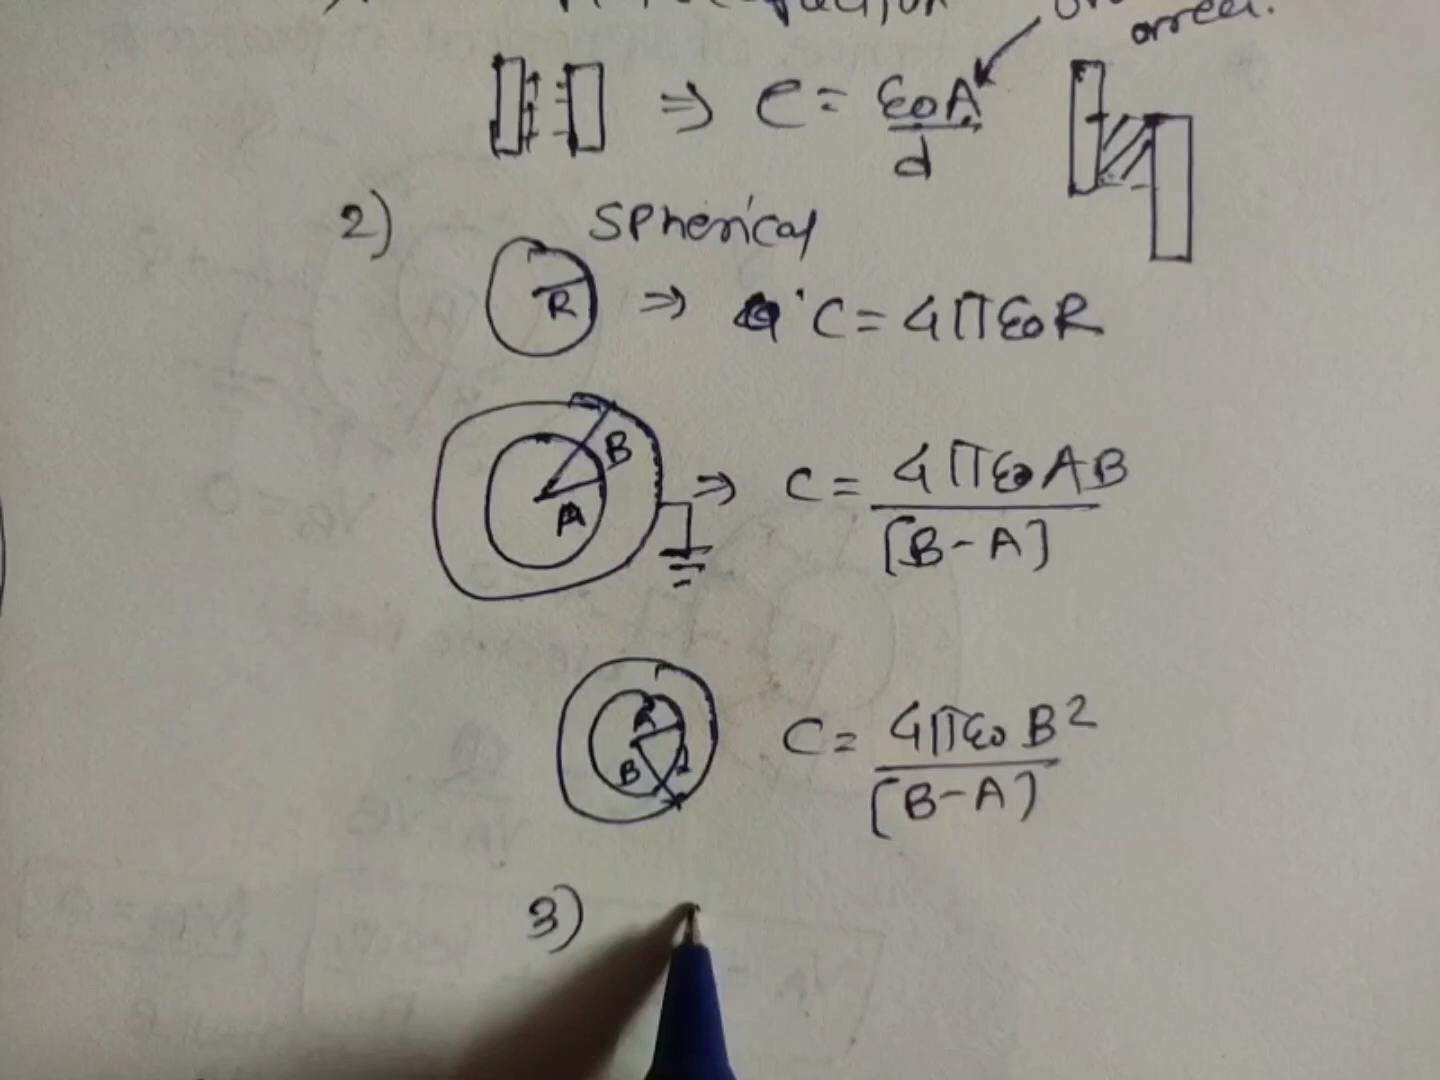 area.
C = ε₀A / d
2) Spherical
R ⇒ C = 4πε₀R
B
A
⇒ C = 4πε₀AB / [B-A]
B
C = 4πε₀B² / [B-A]
3)